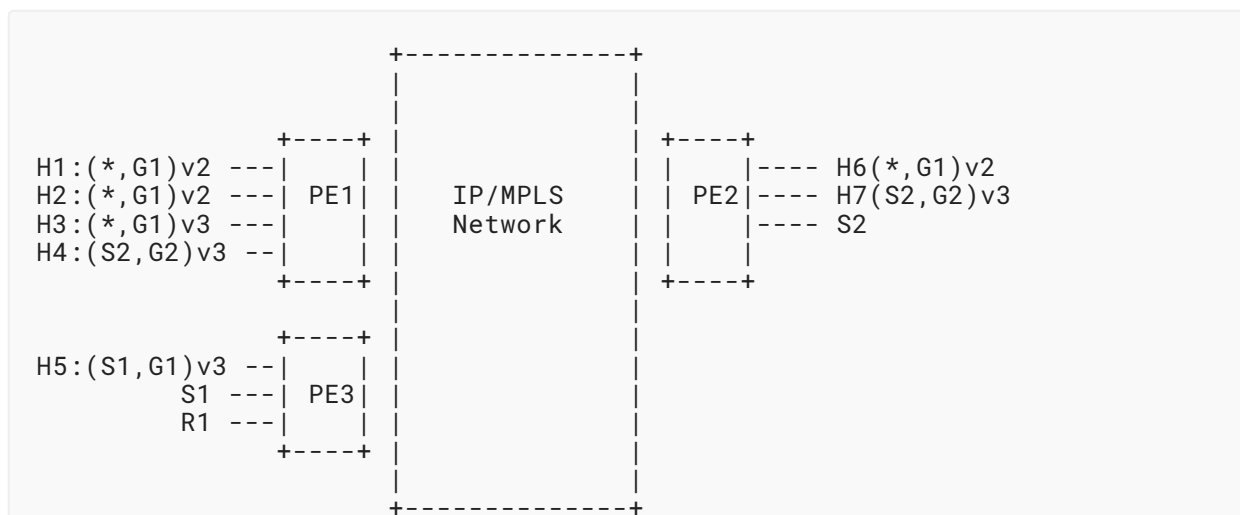 +--------------+
                         |              |
                         |              |
                 +----+  |              |  +----+
H1:(*,G1)v2 ---|    |  |              |  |    |---- H6(*,G1)v2
H2:(*,G1)v2 ---| PE1|  |   IP/MPLS    |  | PE2|---- H7(S2,G2)v3
H3:(*,G1)v3 ---|    |  |   Network    |  |    |---- S2
H4:(S2,G2)v3 --|    |  |              |  |    |
                 +----+  |              |  +----+
                         |              |
                 +----+  |              |
H5:(S1,G1)v3 --|    |  |              |
          S1 ---| PE3|  |              |
          R1 ---|    |  |              |
                 +----+  |              |
                         |              |
                         +--------------+